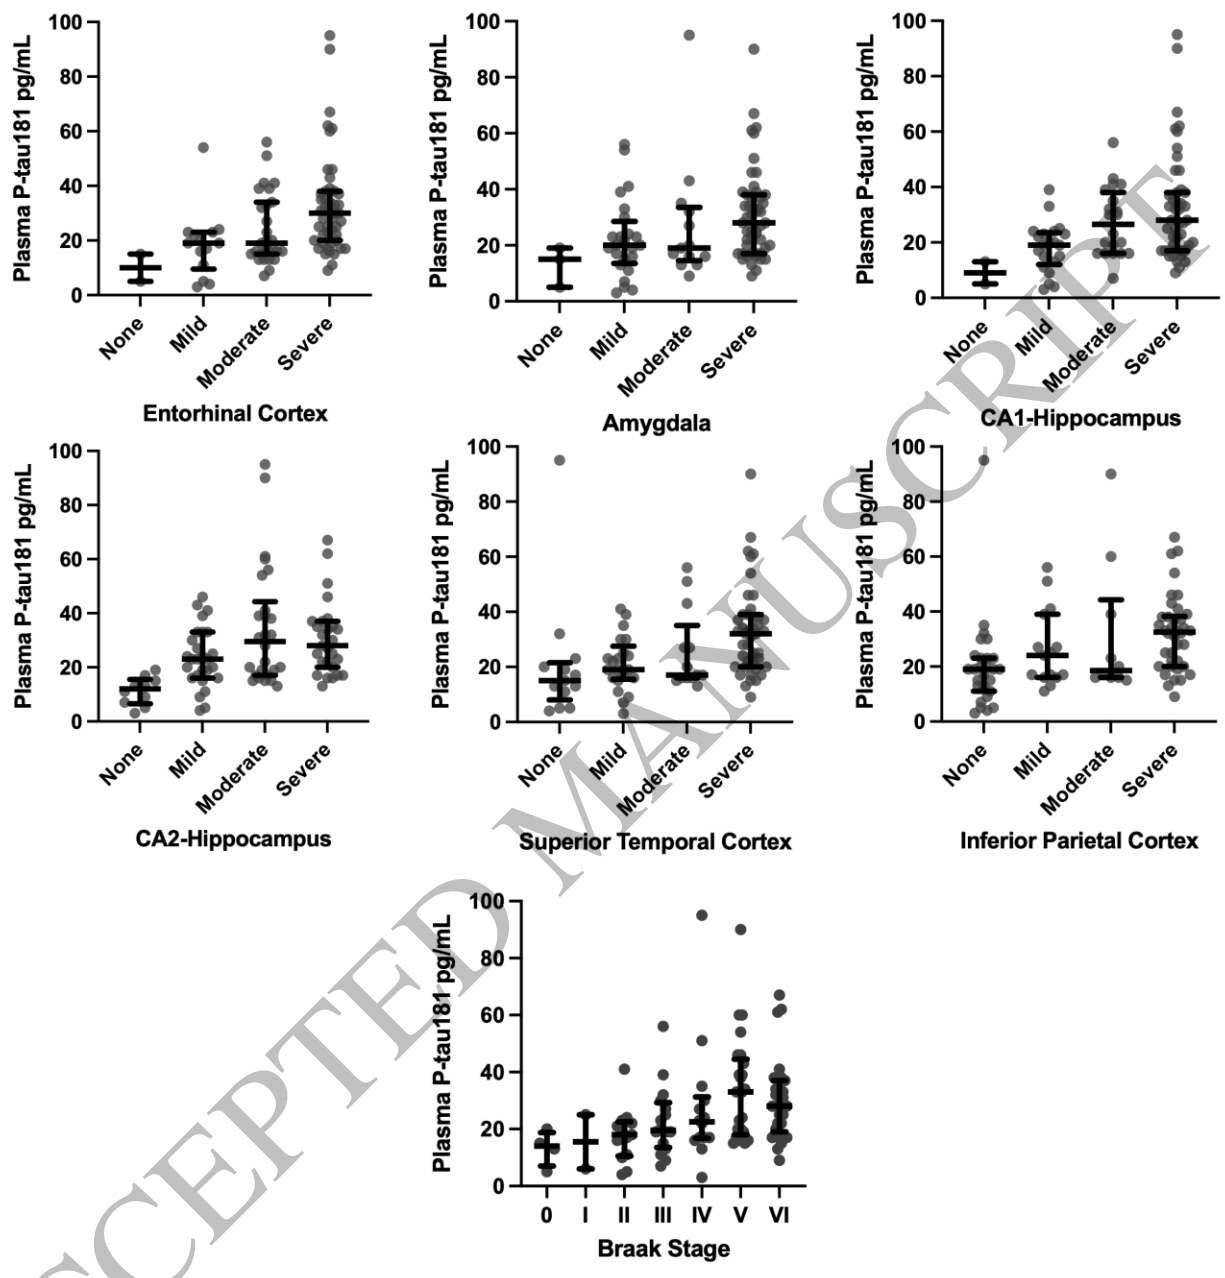 Plasma P-tau181 pg/mL
100
80
60
40
20
0
None
Mild
Moderate
Severe
Entorhinal Cortex
Plasma P-tau181 pg/mL
100
80
60
40
20
0
None
Mild
Moderate
Severe
Amygdala
Plasma P-tau181 pg/mL
100
80
60
40
20
0
None
Mild
Moderate
Severe
CA1-Hippocampus
Plasma P-tau181 pg/mL
100
80
60
40
20
0
None
Mild
Moderate
Severe
CA2-Hippocampus
Plasma P-tau181 pg/mL
100
80
60
40
20
0
None
Mild
Moderate
Severe
Superior Temporal Cortex
Plasma P-tau181 pg/mL
100
80
60
40
20
0
None
Mild
Moderate
Severe
Inferior Parietal Cortex
Plasma P-tau181 pg/mL
100
80
60
40
20
0
0 I II III IV V VI
Braak Stage
CCEPTED MANUSCRIPT